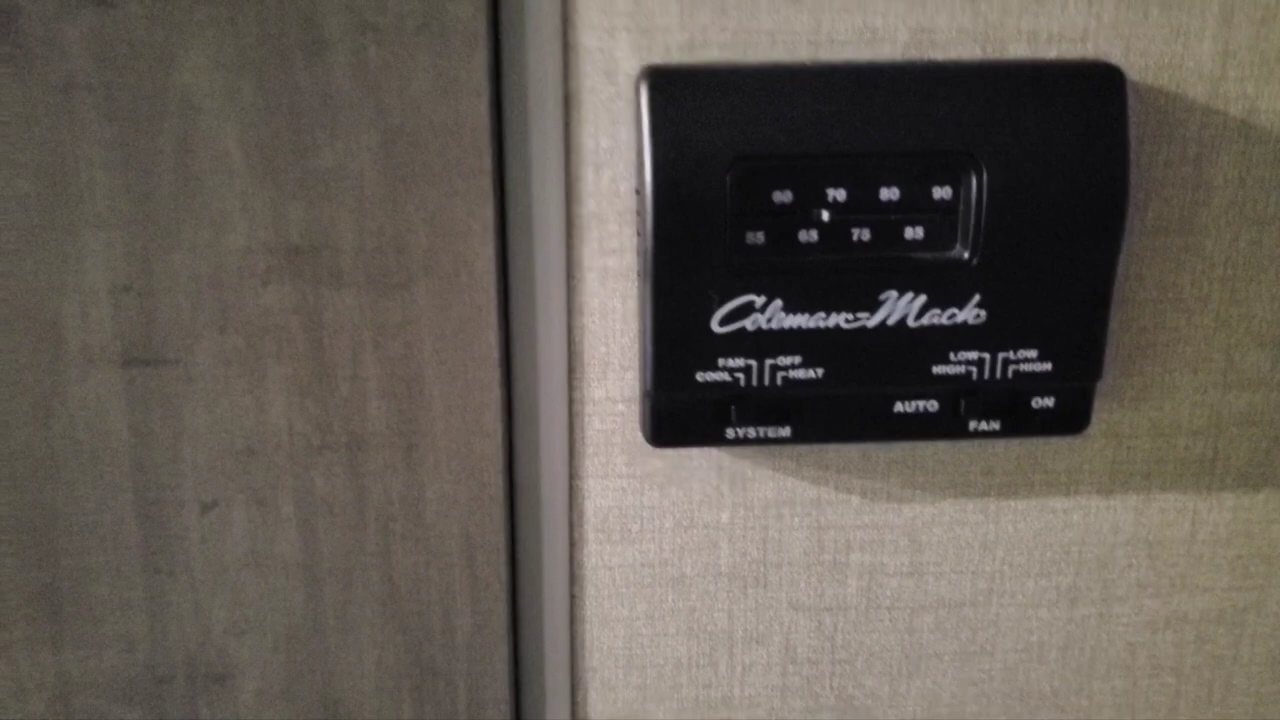 60 70 80 90
55 65 75 85
Coleman-Mach
FAN OFF LOW LOW
COOL HEAT HIGH HIGH
AUTO ON
SYSTEM FAN